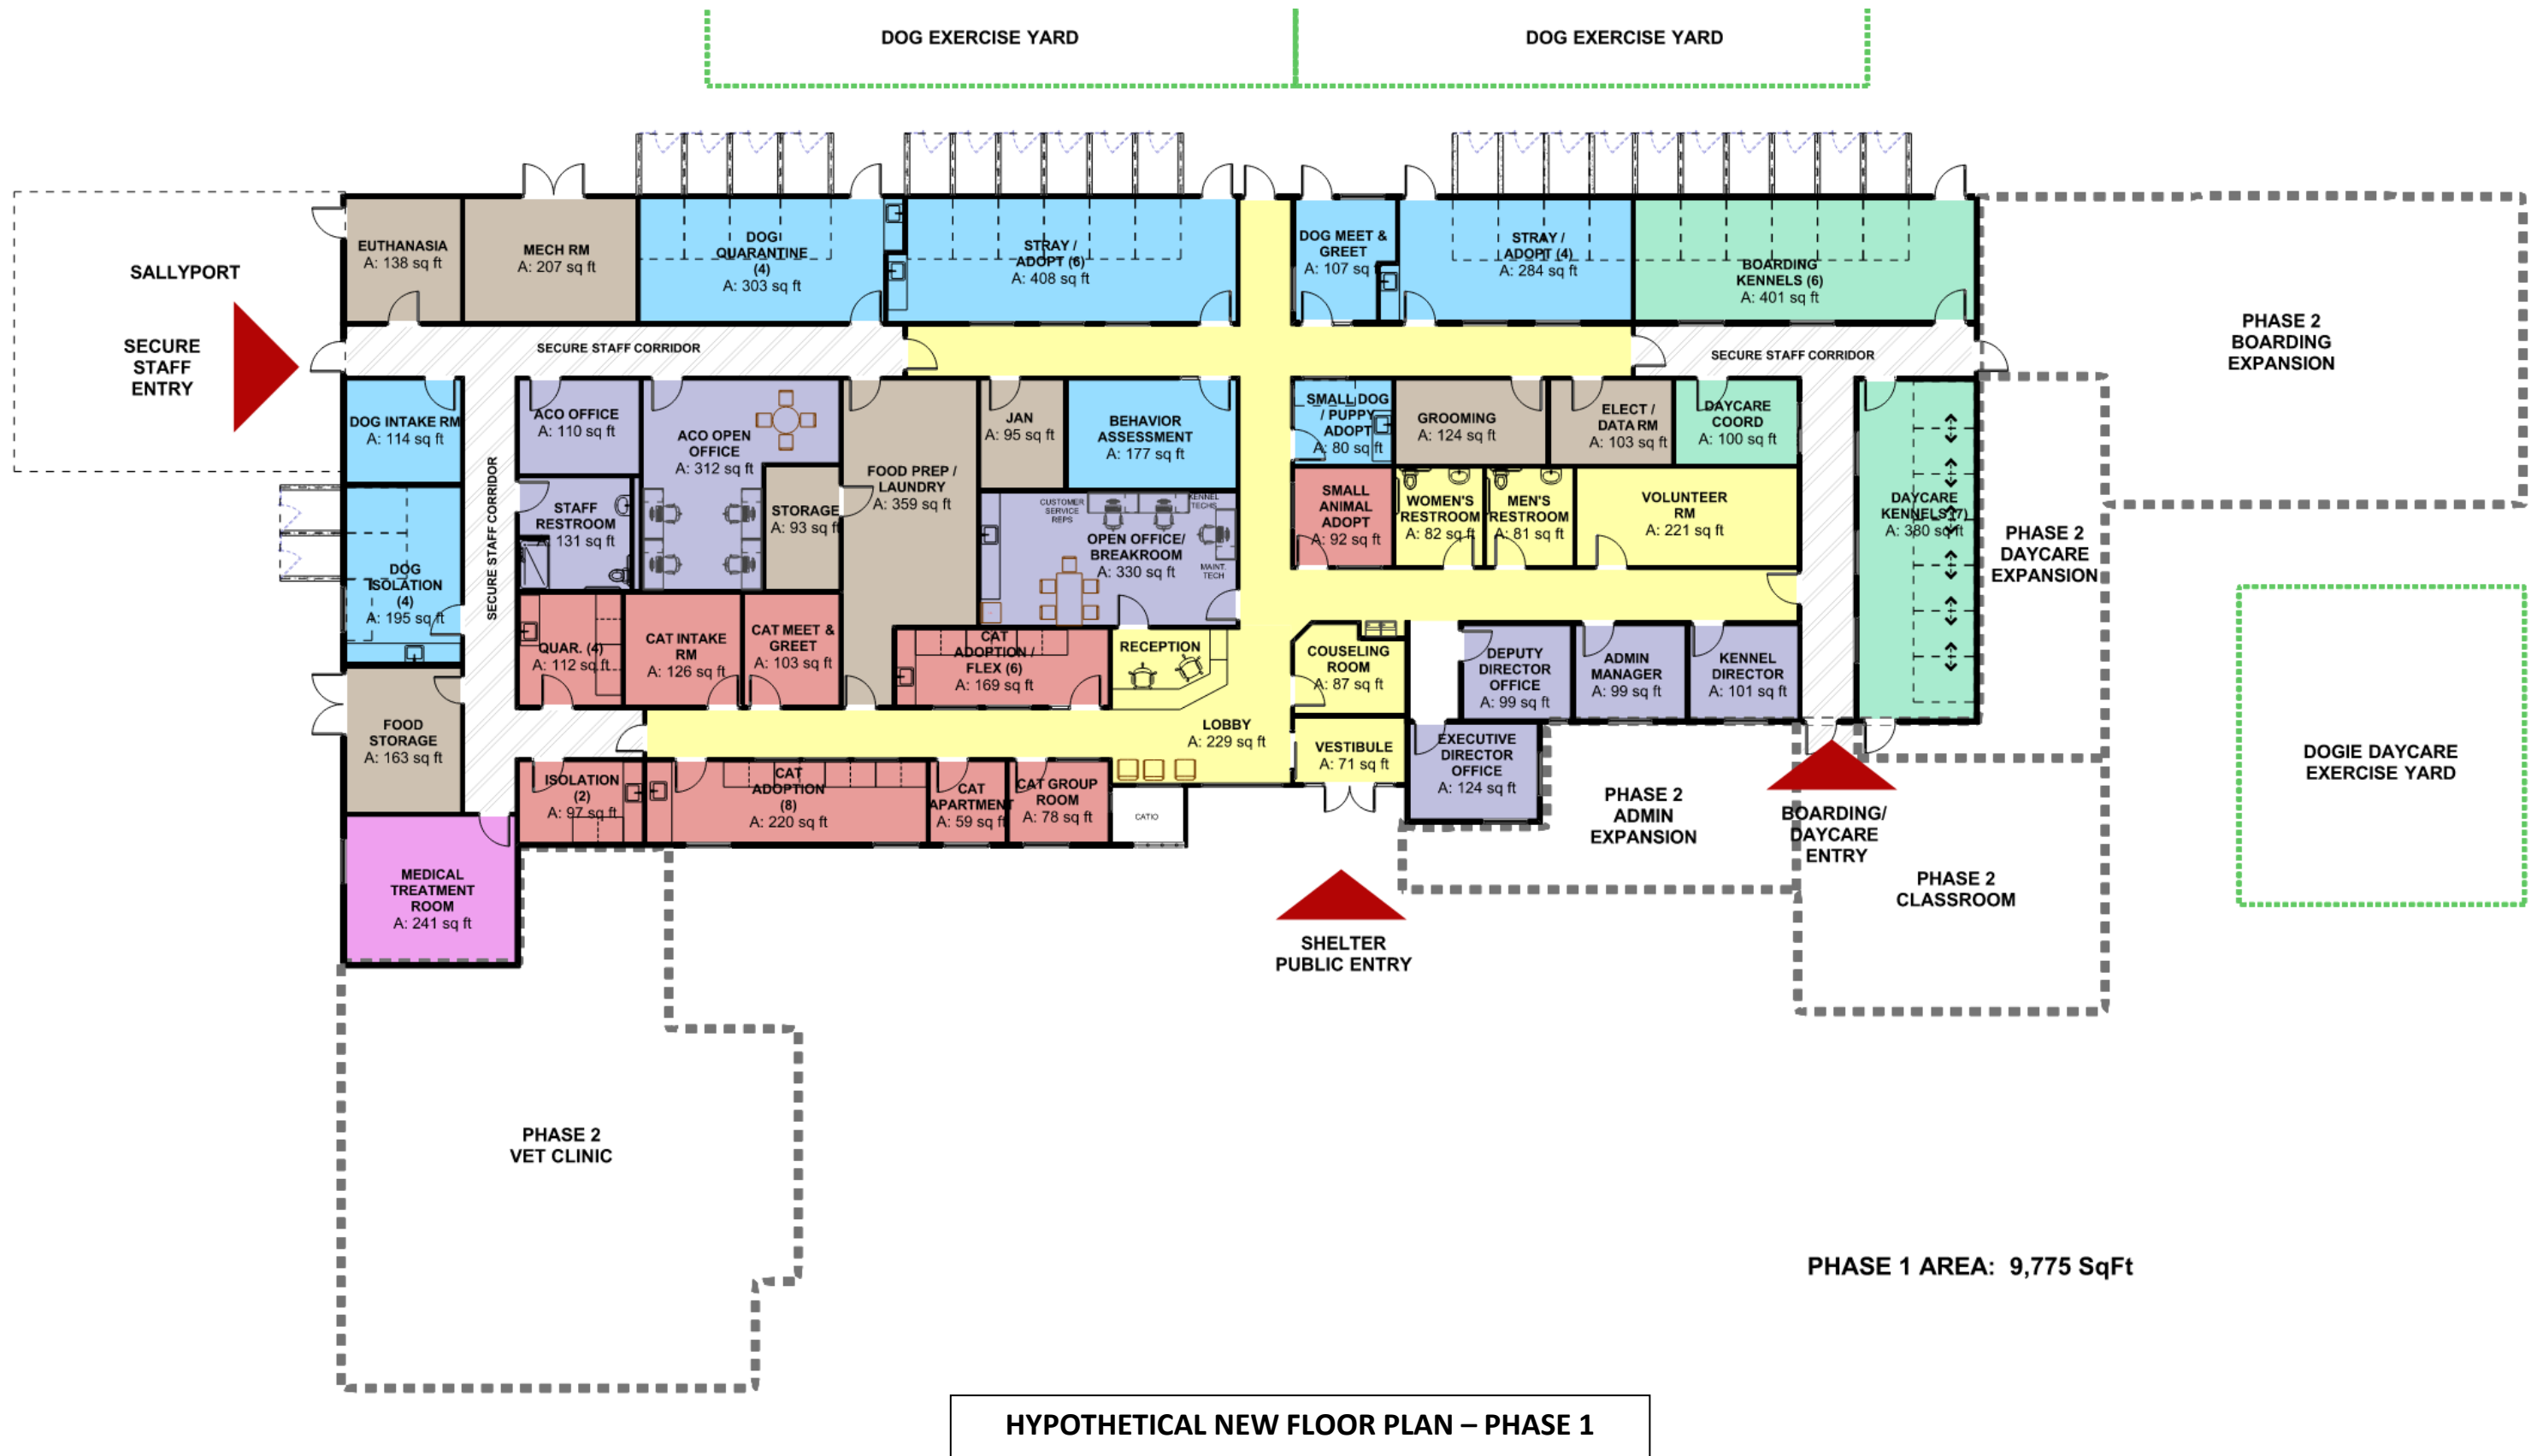 DOG EXERCISE YARD
DOG EXERCISE YARD
SALLYPORT
SECURE
STAFF
ENTRY
EUTHANASIA
A: 138 sq ft
MECH RM
A: 207 sq ft
DOG
QUARANTINE
(4)
A: 303 sq ft
STRAY /
ADOPT (6)
A: 408 sq ft
DOG MEET &
GREET
A: 107 sq
STRAY /
ADOPT (4)
A: 284 sq ft
BOARDING
KENNELS (6)
A: 401 sq ft
PHASE 2
BOARDING
EXPANSION
SECURE STAFF CORRIDOR
SECURE STAFF CORRIDOR
DOG INTAKE RM
A: 114 sq ft
SECURE STAFF CORRIDOR
ACO OFFICE
A: 110 sq ft
ACO OPEN
OFFICE
A: 312 sq ft
STAFF
RESTROOM
A: 131 sq ft
STORAGE
A: 93 sq ft
FOOD PREP /
LAUNDRY
A: 359 sq ft
JAN
A: 95 sq ft
BEHAVIOR
ASSESSMENT
A: 177 sq ft
CUSTOMER
SERVICE
REPS
KENNEL
TECHS
OPEN OFFICE/
BREAKROOM
A: 330 sq ft
MAINT.
TECH
SMALL DOG
/ PUPPY
ADOPT
A: 80 sq ft
GROOMING
A: 124 sq ft
ELECT /
DATA RM
A: 103 sq ft
DAYCARE
COORD
A: 100 sq ft
SMALL
ANIMAL
ADOPT
A: 92 sq ft
WOMEN'S
RESTROOM
A: 82 sq ft
MEN'S
RESTROOM
A: 81 sq ft
VOLUNTEER
RM
A: 221 sq ft
DAYCARE
KENNELS (7)
A: 380 sq ft
PHASE 2
DAYCARE
EXPANSION
DOG
ISOLATION
(4)
A: 195 sq ft
QUAR. (4)
A: 112 sq ft
CAT INTAKE
RM
A: 126 sq ft
CAT MEET &
GREET
A: 103 sq ft
CAT
ADOPTION /
FLEX (6)
A: 169 sq ft
RECEPTION
COUSELING
ROOM
A: 87 sq ft
DEPUTY
DIRECTOR
OFFICE
A: 99 sq ft
ADMIN
MANAGER
A: 99 sq ft
KENNEL
DIRECTOR
A: 101 sq ft
FOOD
STORAGE
A: 163 sq ft
LOBBY
A: 229 sq ft
VESTIBULE
A: 71 sq ft
EXECUTIVE
DIRECTOR
OFFICE
A: 124 sq ft
ISOLATION
(2)
A: 97 sq ft
CAT
ADOPTION
(8)
A: 220 sq ft
CAT
APARTMENT
A: 59 sq ft
CAT GROUP
ROOM
A: 78 sq ft
CATIO
PHASE 2
ADMIN
EXPANSION
BOARDING/
DAYCARE
ENTRY
DOGIE DAYCARE
EXERCISE YARD
MEDICAL
TREATMENT
ROOM
A: 241 sq ft
PHASE 2
CLASSROOM
SHELTER
PUBLIC ENTRY
PHASE 2
VET CLINIC
PHASE 1 AREA: 9,775 SqFt
HYPOTHETICAL NEW FLOOR PLAN – PHASE 1